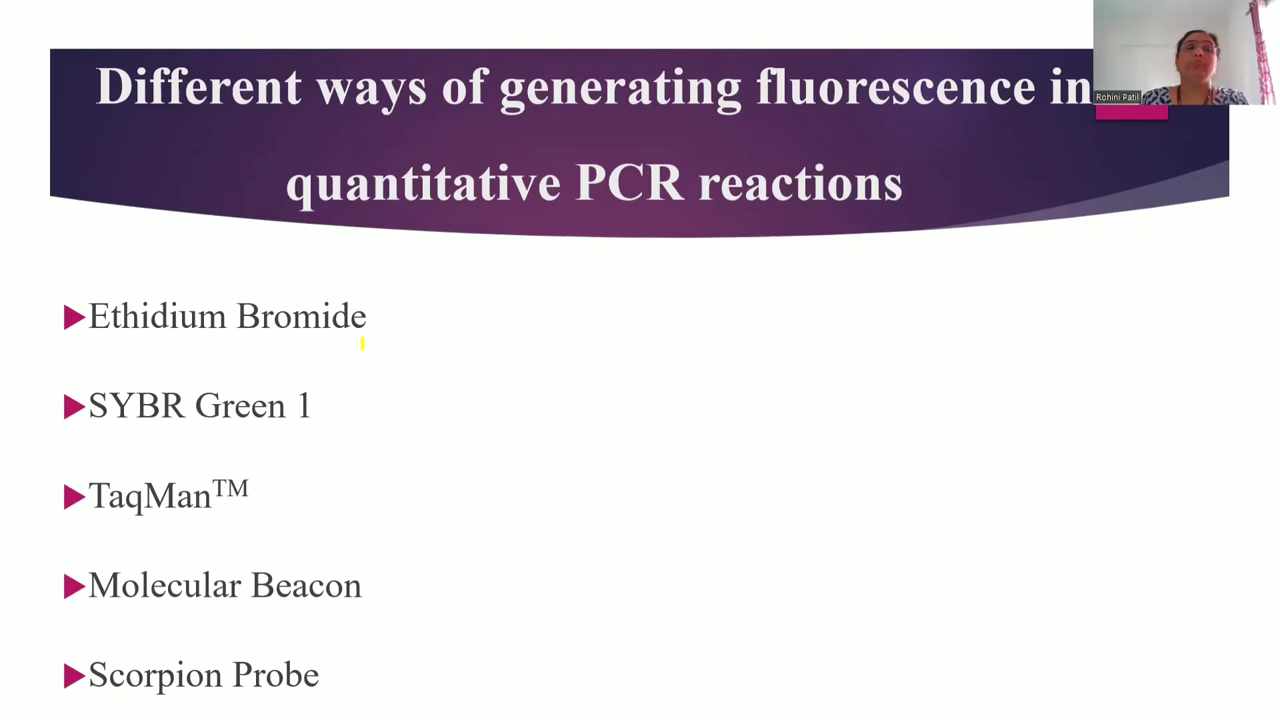 Different ways of generating fluorescence in
quantitative PCR reactions
Rohini Patil
Ethidium Bromide
SYBR Green 1
TaqMan™
Molecular Beacon
Scorpion Probe